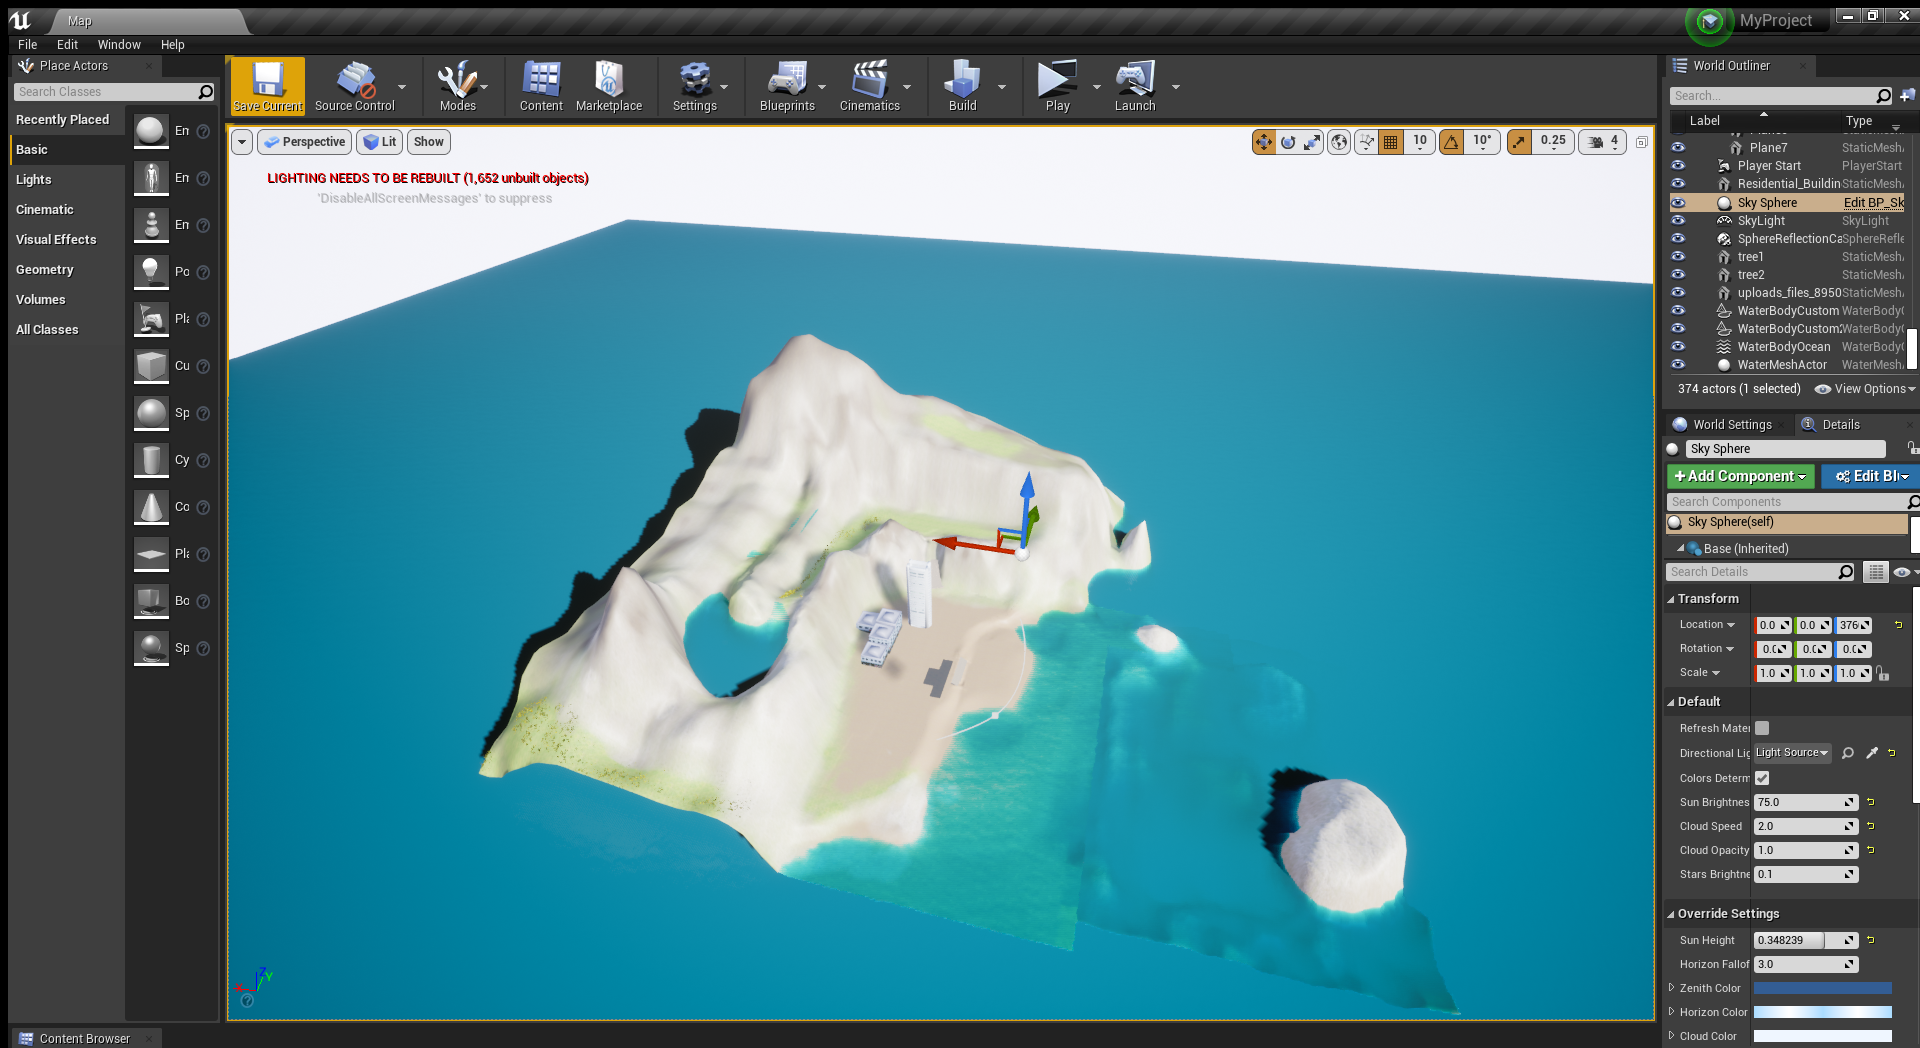 Map
MyProject
File Edit Window Help
Place Actors
Search Classes
Recently Placed
Basic
Lights
Cinematic
Visual Effects
Geometry
Volumes
All Classes
Em
Em
Em
Po
Pla
Cu
Sp
Cy
Co
Pla
Bo
Sp
Save Current
Source Control
Modes
Content
Marketplace
Settings
Blueprints
Cinematics
Build
Play
Launch
Perspective
Lit
Show
10
10°
0.25
4
LIGHTING NEEDS TO BE REBUILT (1,652 unbuilt objects)
'DisableAllScreenMessages' to suppress
Z
Y
Content Browser
World Outliner
Search...
Label Type
Plane7 StaticMesh
Player Start PlayerStart
Residential_Buildin StaticMesh
Sky Sphere Edit BP_Sk
SkyLight SkyLight
SphereReflectionCa SphereRefle
tree1 StaticMesh
tree2 StaticMesh
uploads_files_8950 StaticMesh
WaterBodyCustom WaterBody
WaterBodyCustom2 WaterBody
WaterBodyOcean WaterBody
WaterMeshActor WaterMesh
374 actors (1 selected) View Options
World Settings
Details
Sky Sphere
+Add Component
Edit Bl
Search Components
Sky Sphere(self)
Base (Inherited)
Search Details
Transform
Location 0.0 0.0 376
Rotation 0.0 0.0 0.0
Scale 1.0 1.0 1.0
Default
Refresh Mater
Directional Lig Light Source
Colors Determ
Sun Brightnes 75.0
Cloud Speed 2.0
Cloud Opacity 1.0
Stars Brightne 0.1
Override Settings
Sun Height 0.348239
Horizon Fallof 3.0
Zenith Color
Horizon Color
Cloud Color